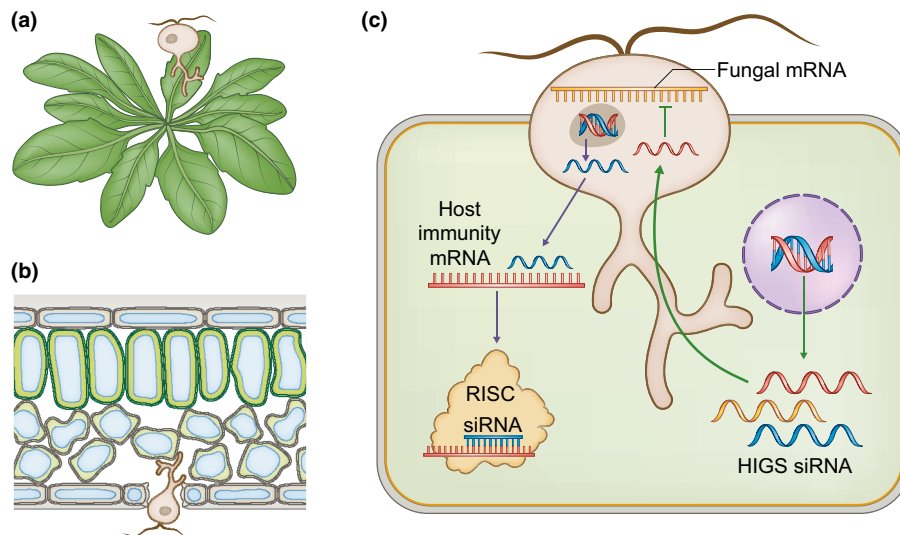 (a)
(b)
(c)
Fungal mRNA
Host
immunity
mRNA
RISC
siRNA
HIGS siRNA